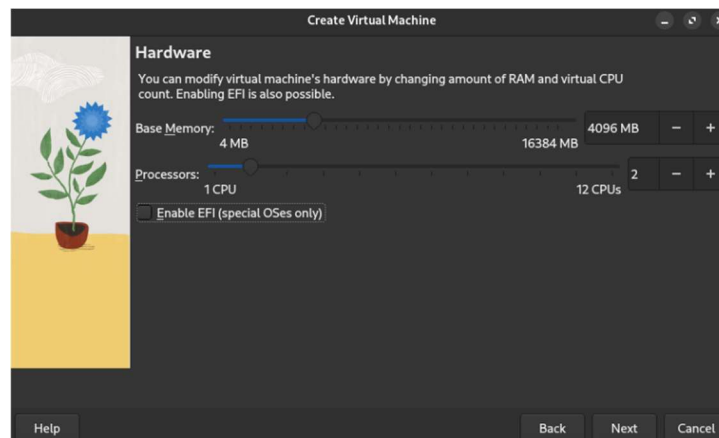 Create Virtual Machine
Hardware
You can modify virtual machine's hardware by changing amount of RAM and virtual CPU
count. Enabling EFI is also possible.
Base Memory:
4096 MB
4 MB
16384 MB
Processors:
2
1 CPU
12 CPUs
Enable EFI (special OSes only)
Help
Back
Next
Cancel